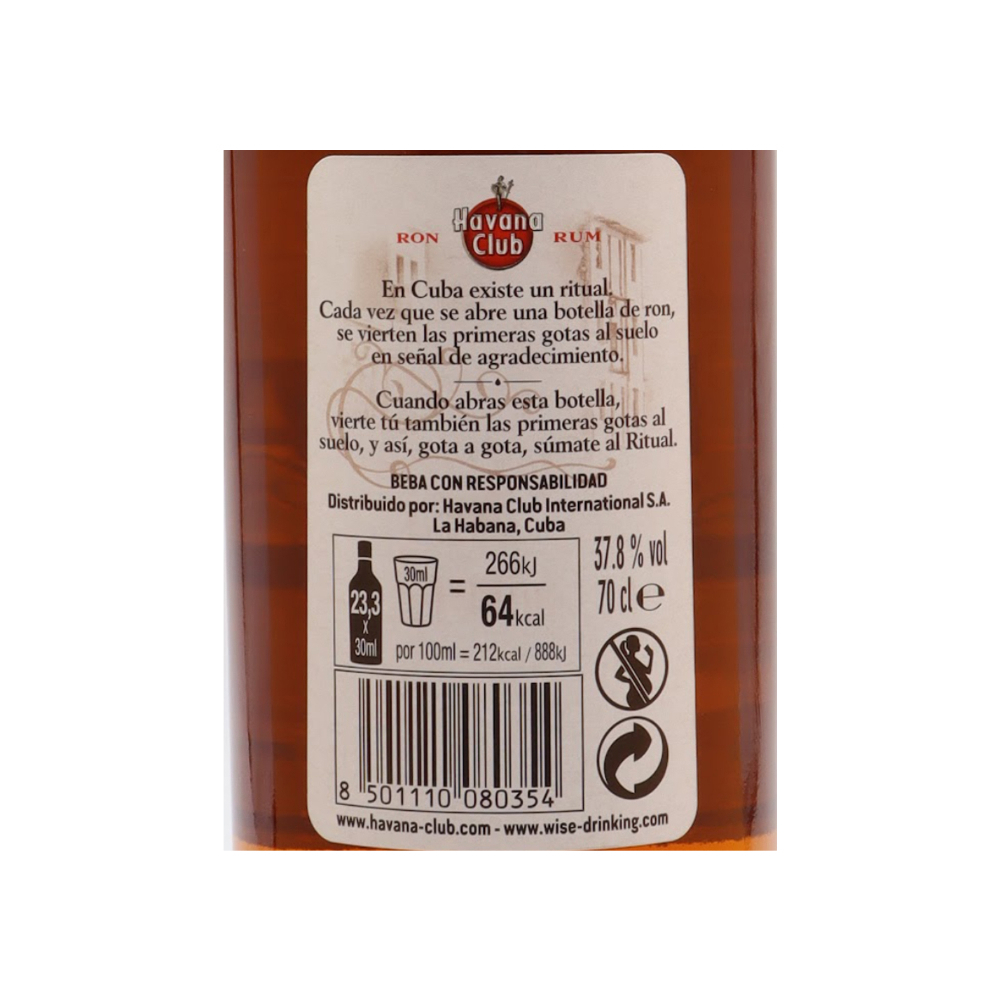 RON Havana Club RUM
En Cuba existe un ritual.
Cada vez que se abre una botella de ron,
se vierten las primeras gotas al suelo
en señal de agradecimiento.
Cuando abras esta botella,
vierte tú también las primeras gotas al
suelo, y así, gota a gota, súmate al Ritual.
BEBA CON RESPONSABILIDAD
Distribuido por: Havana Club International S.A.
La Habana, Cuba
23,3
x
30ml
30ml
=
266kJ
64kcal
por 100ml = 212kcal / 888kJ
37.8 % vol
70 cl e
8 501110 080354
www.havana-club.com - www.wise-drinking.com